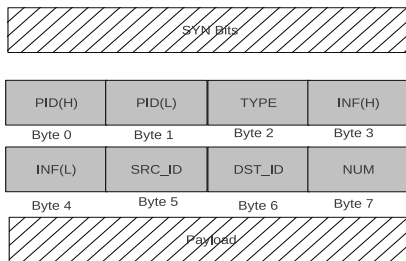 SYN Bits
PID(H) PID(L) TYPE INF(H)
Byte 0 Byte 1 Byte 2 Byte 3
INF(L) SRC_ID DST_ID NUM
Byte 4 Byte 5 Byte 6 Byte 7
Payload